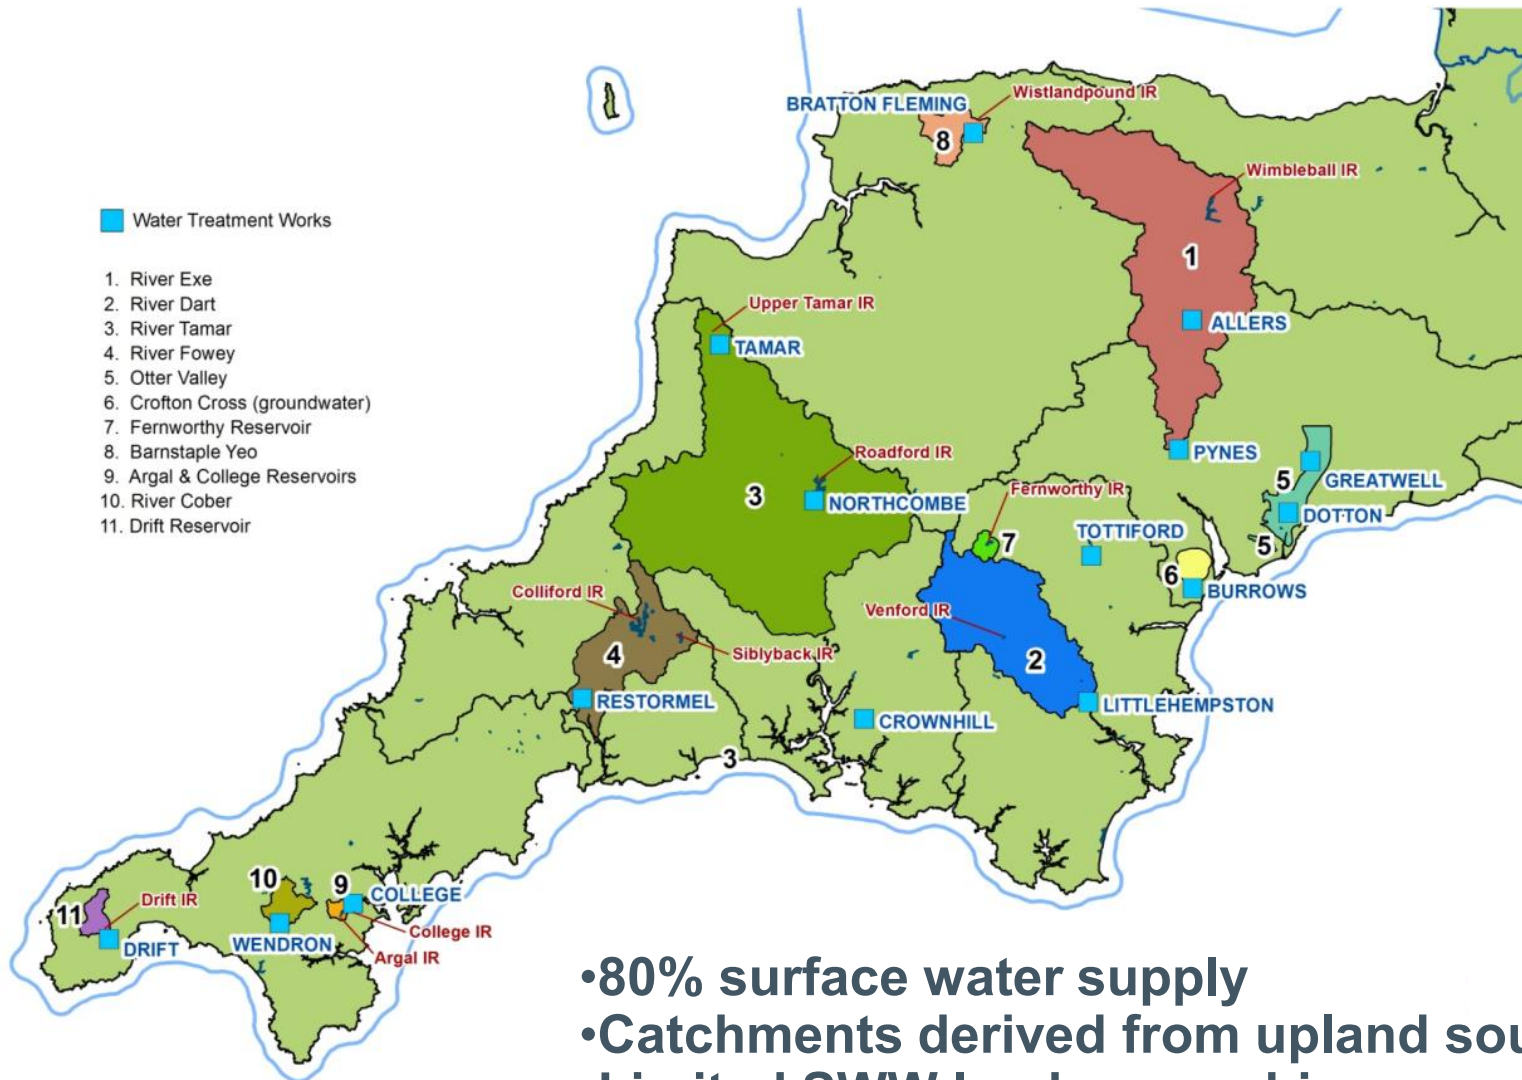 BRATTON FLEMING
Wistlandpound IR
8
Wimbleball IR
Water Treatment Works
1
1. River Exe
2. River Dart
3. River Tamar
4. River Fowey
5. Otter Valley
6. Crofton Cross (groundwater)
7. Fernworthy Reservoir
8. Barnstaple Yeo
9. Argal & College Reservoirs
10. River Cober
11. Drift Reservoir
Upper Tamar IR
TAMAR
ALLERS
Roadford IR
PYNES
3
NORTHCOMBE
Fernworthy IR
5
GREATWELL
DOTTON
7
TOTTIFORD
5
6
BURROWS
Colliford IR
Venford IR
4
Siblyback IR
2
RESTORMEL
CROWNHILL
LITTLEHEMPSTON
3
10
9
COLLEGE
11
Drift IR
College IR
DRIFT
WENDRON
Argal IR
•80% surface water supply
•Catchments derived from upland